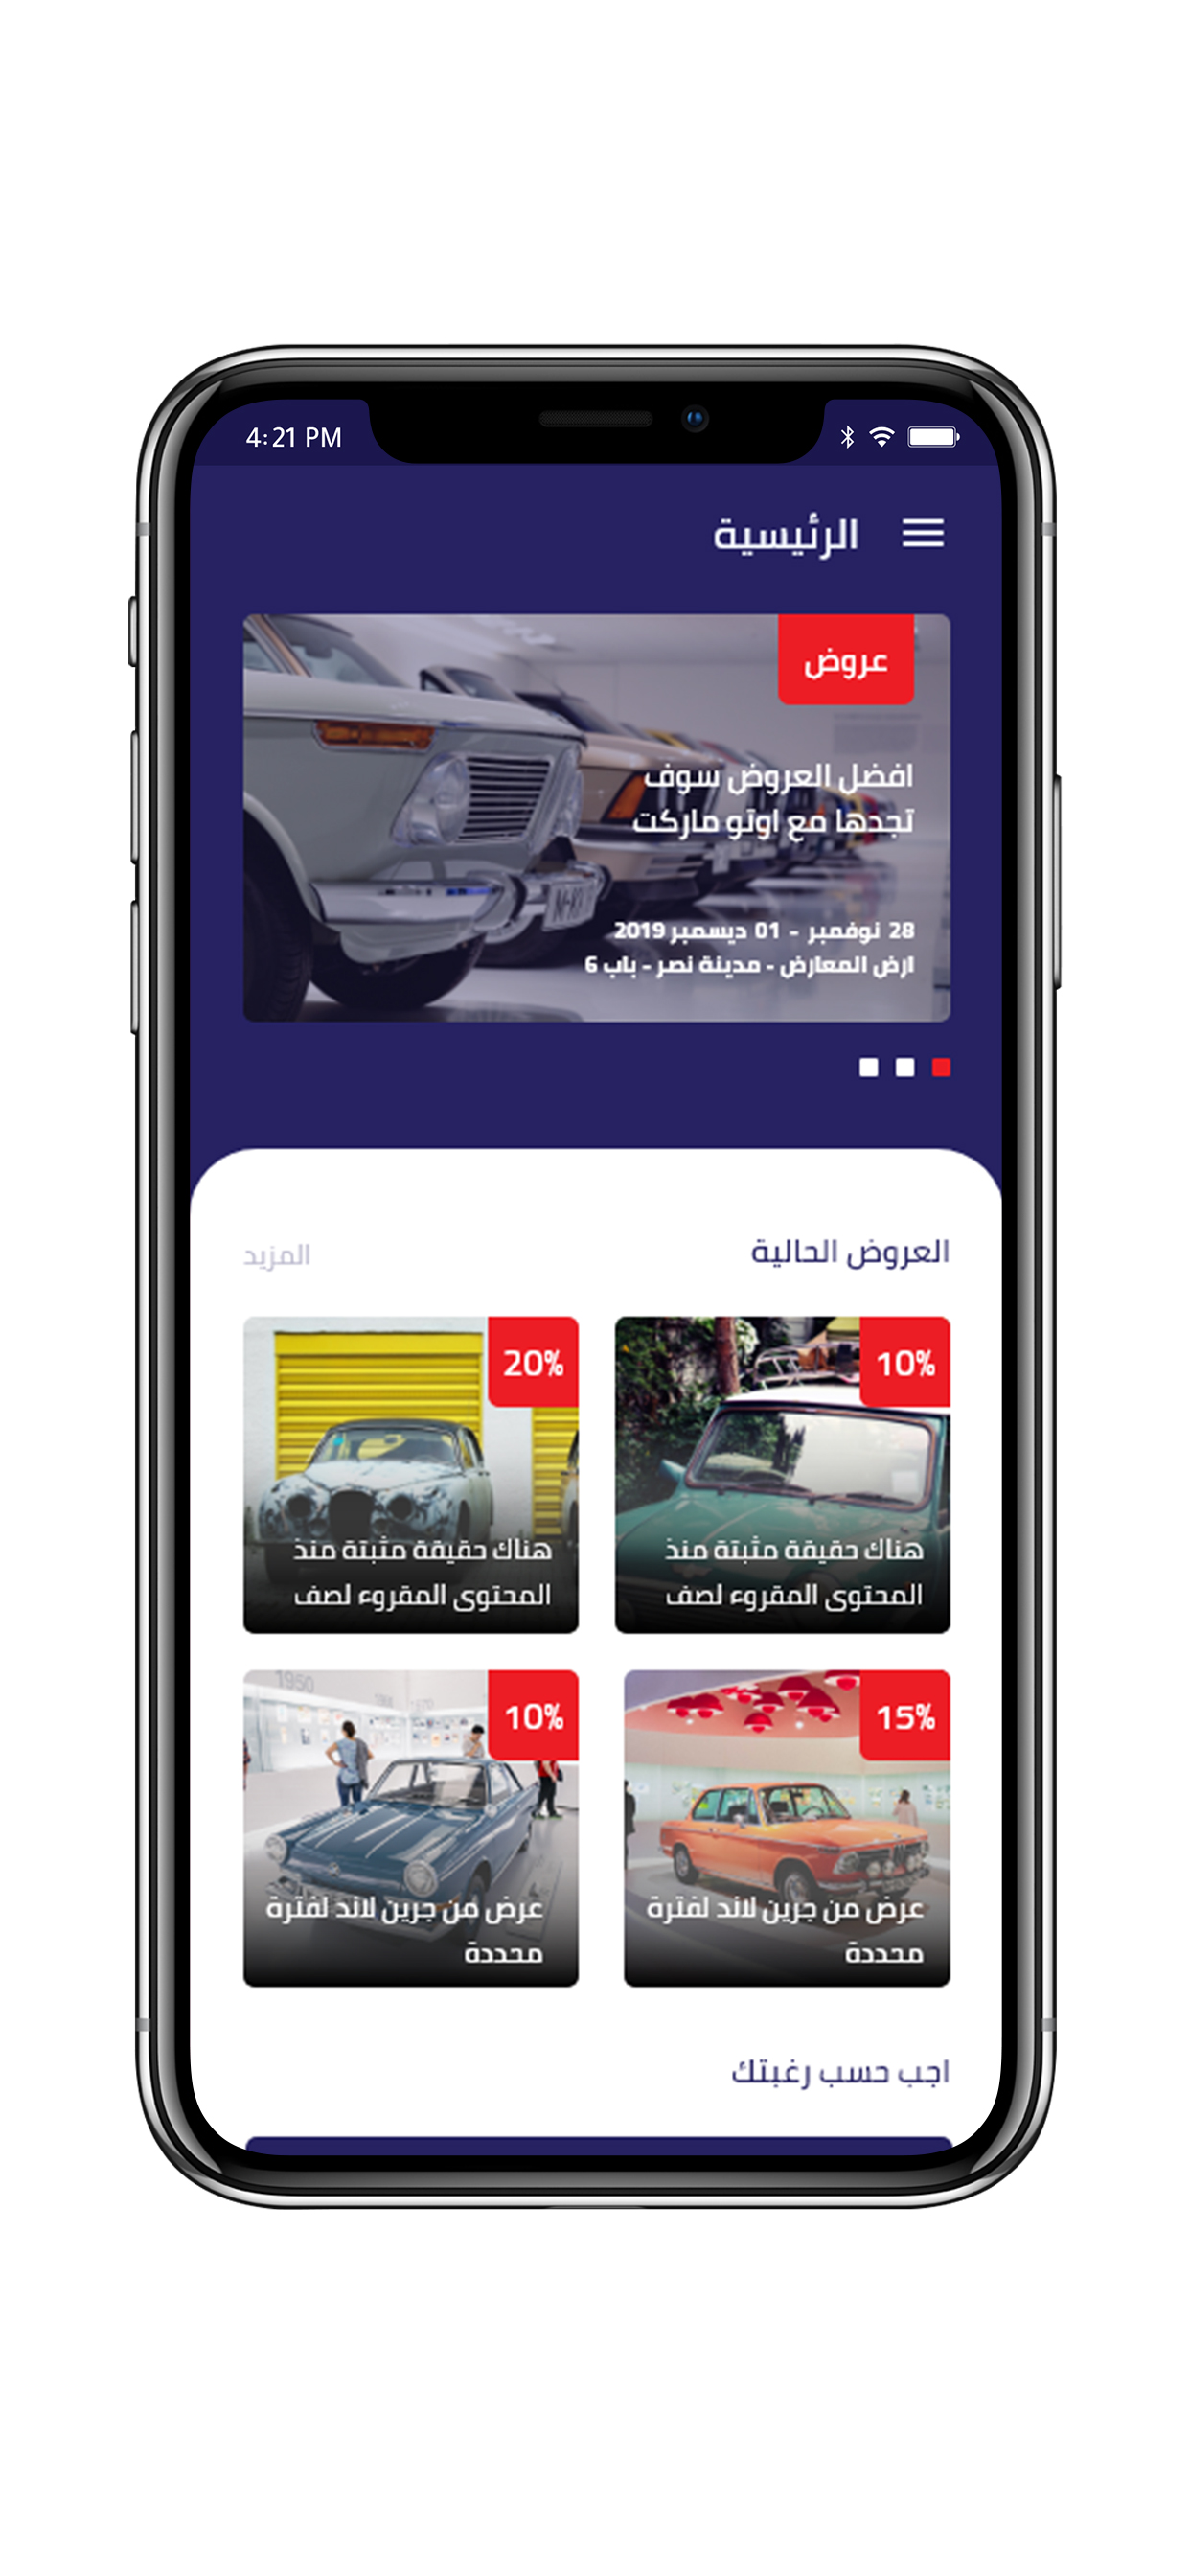 4:21 PM
الرئيسية
عروض
افضل العروض سوف
تجدها مع اوتو ماركت
28 نوفمبر - 01 ديسمبر 2019
ارض المعارض - مدينة نصر - باب 6
العروض الحالية
المزيد
10%
هناك حقيقة مثبتة منذ
المحتوى المقروء لصف
20%
هناك حقيقة مثبتة منذ
المحتوى المقروء لصف
15%
عرض من جرين لاند لفترة
محددة
1950
10%
عرض من جرين لاند لفترة
محددة
اجب حسب رغبتك